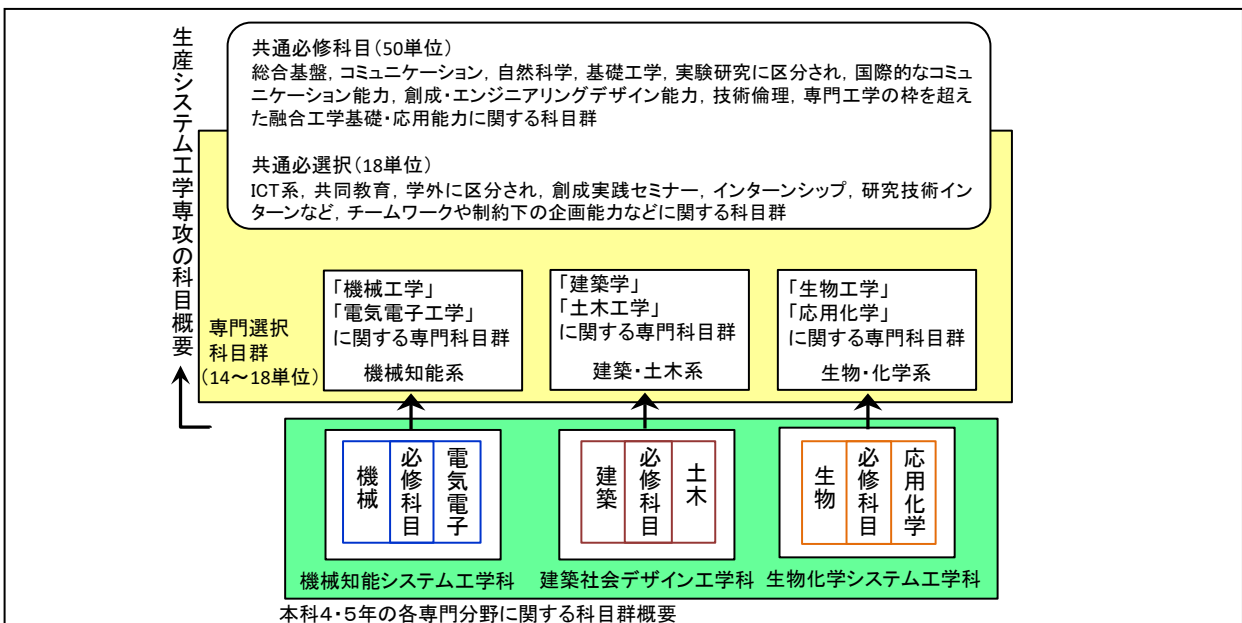 生産システム工学専攻の科目概要
共通必修科目(50単位)
総合基盤，コミュニケーション，自然科学，基礎工学，実験研究に区分され，国際的なコミュ
ニケーション能力，創成・エンジニアリングデザイン能力，技術倫理，専門工学の枠を超え
た融合工学基礎・応用能力に関する科目群
共通必選択(18単位)
ICT系，共同教育，学外に区分され，創成実践セミナー，インターンシップ，研究技術イン
ターンなど，チームワークや制約下の企画能力などに関する科目群
専門選択
科目群
(14～18単位)
「機械工学」
「電気電子工学」
に関する専門科目群
機械知能系
「建築学」
「土木工学」
に関する専門科目群
建築・土木系
「生物工学」
「応用化学」
に関する専門科目群
生物・化学系
機械
必修科目
電気電子
機械知能システム工学科
建築
必修科目
土木
建築社会デザイン工学科
生物
必修科目
応用化学
生物化学システム工学科
本科４・５年の各専門分野に関する科目群概要